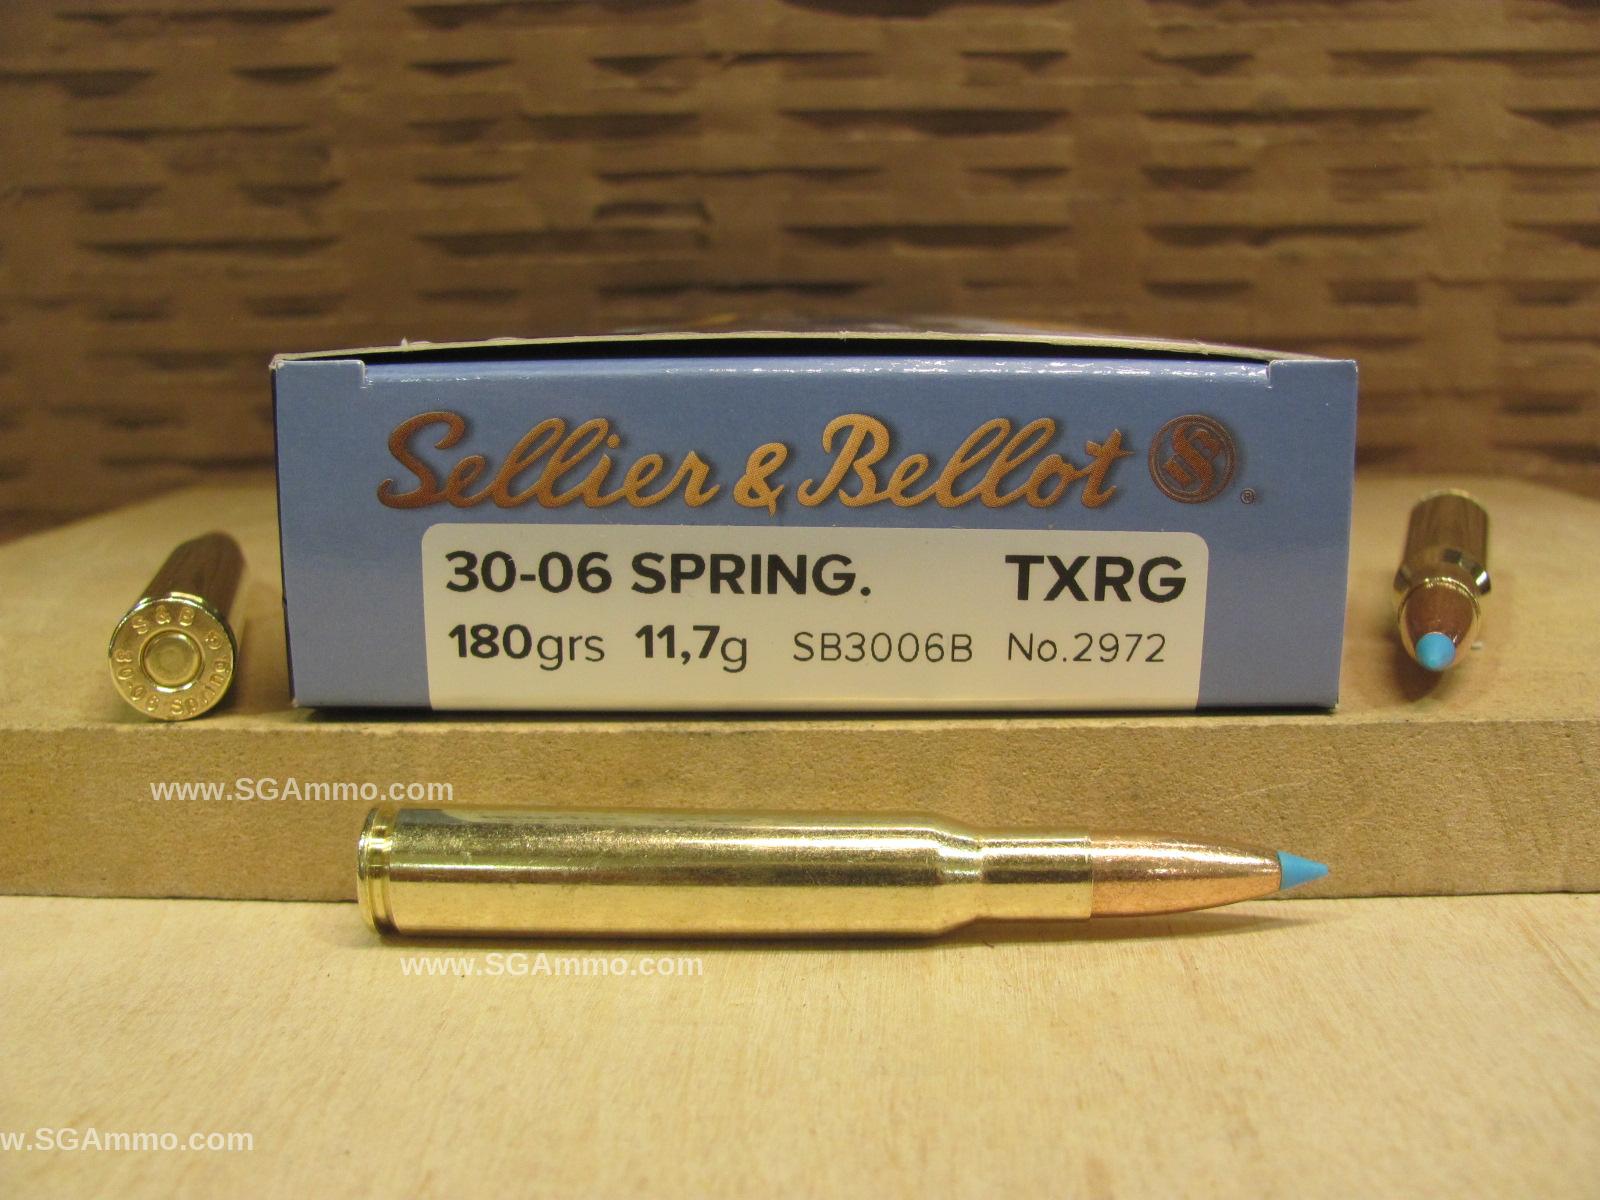 Sellier & Bellot ®
30-06 SPRING. TXRG
180grs 11,7g SB3006B No.2972
S & B ®
30-06 Spring
www.SGAmmo.com
www.SGAmmo.com
w.SGAmmo.com